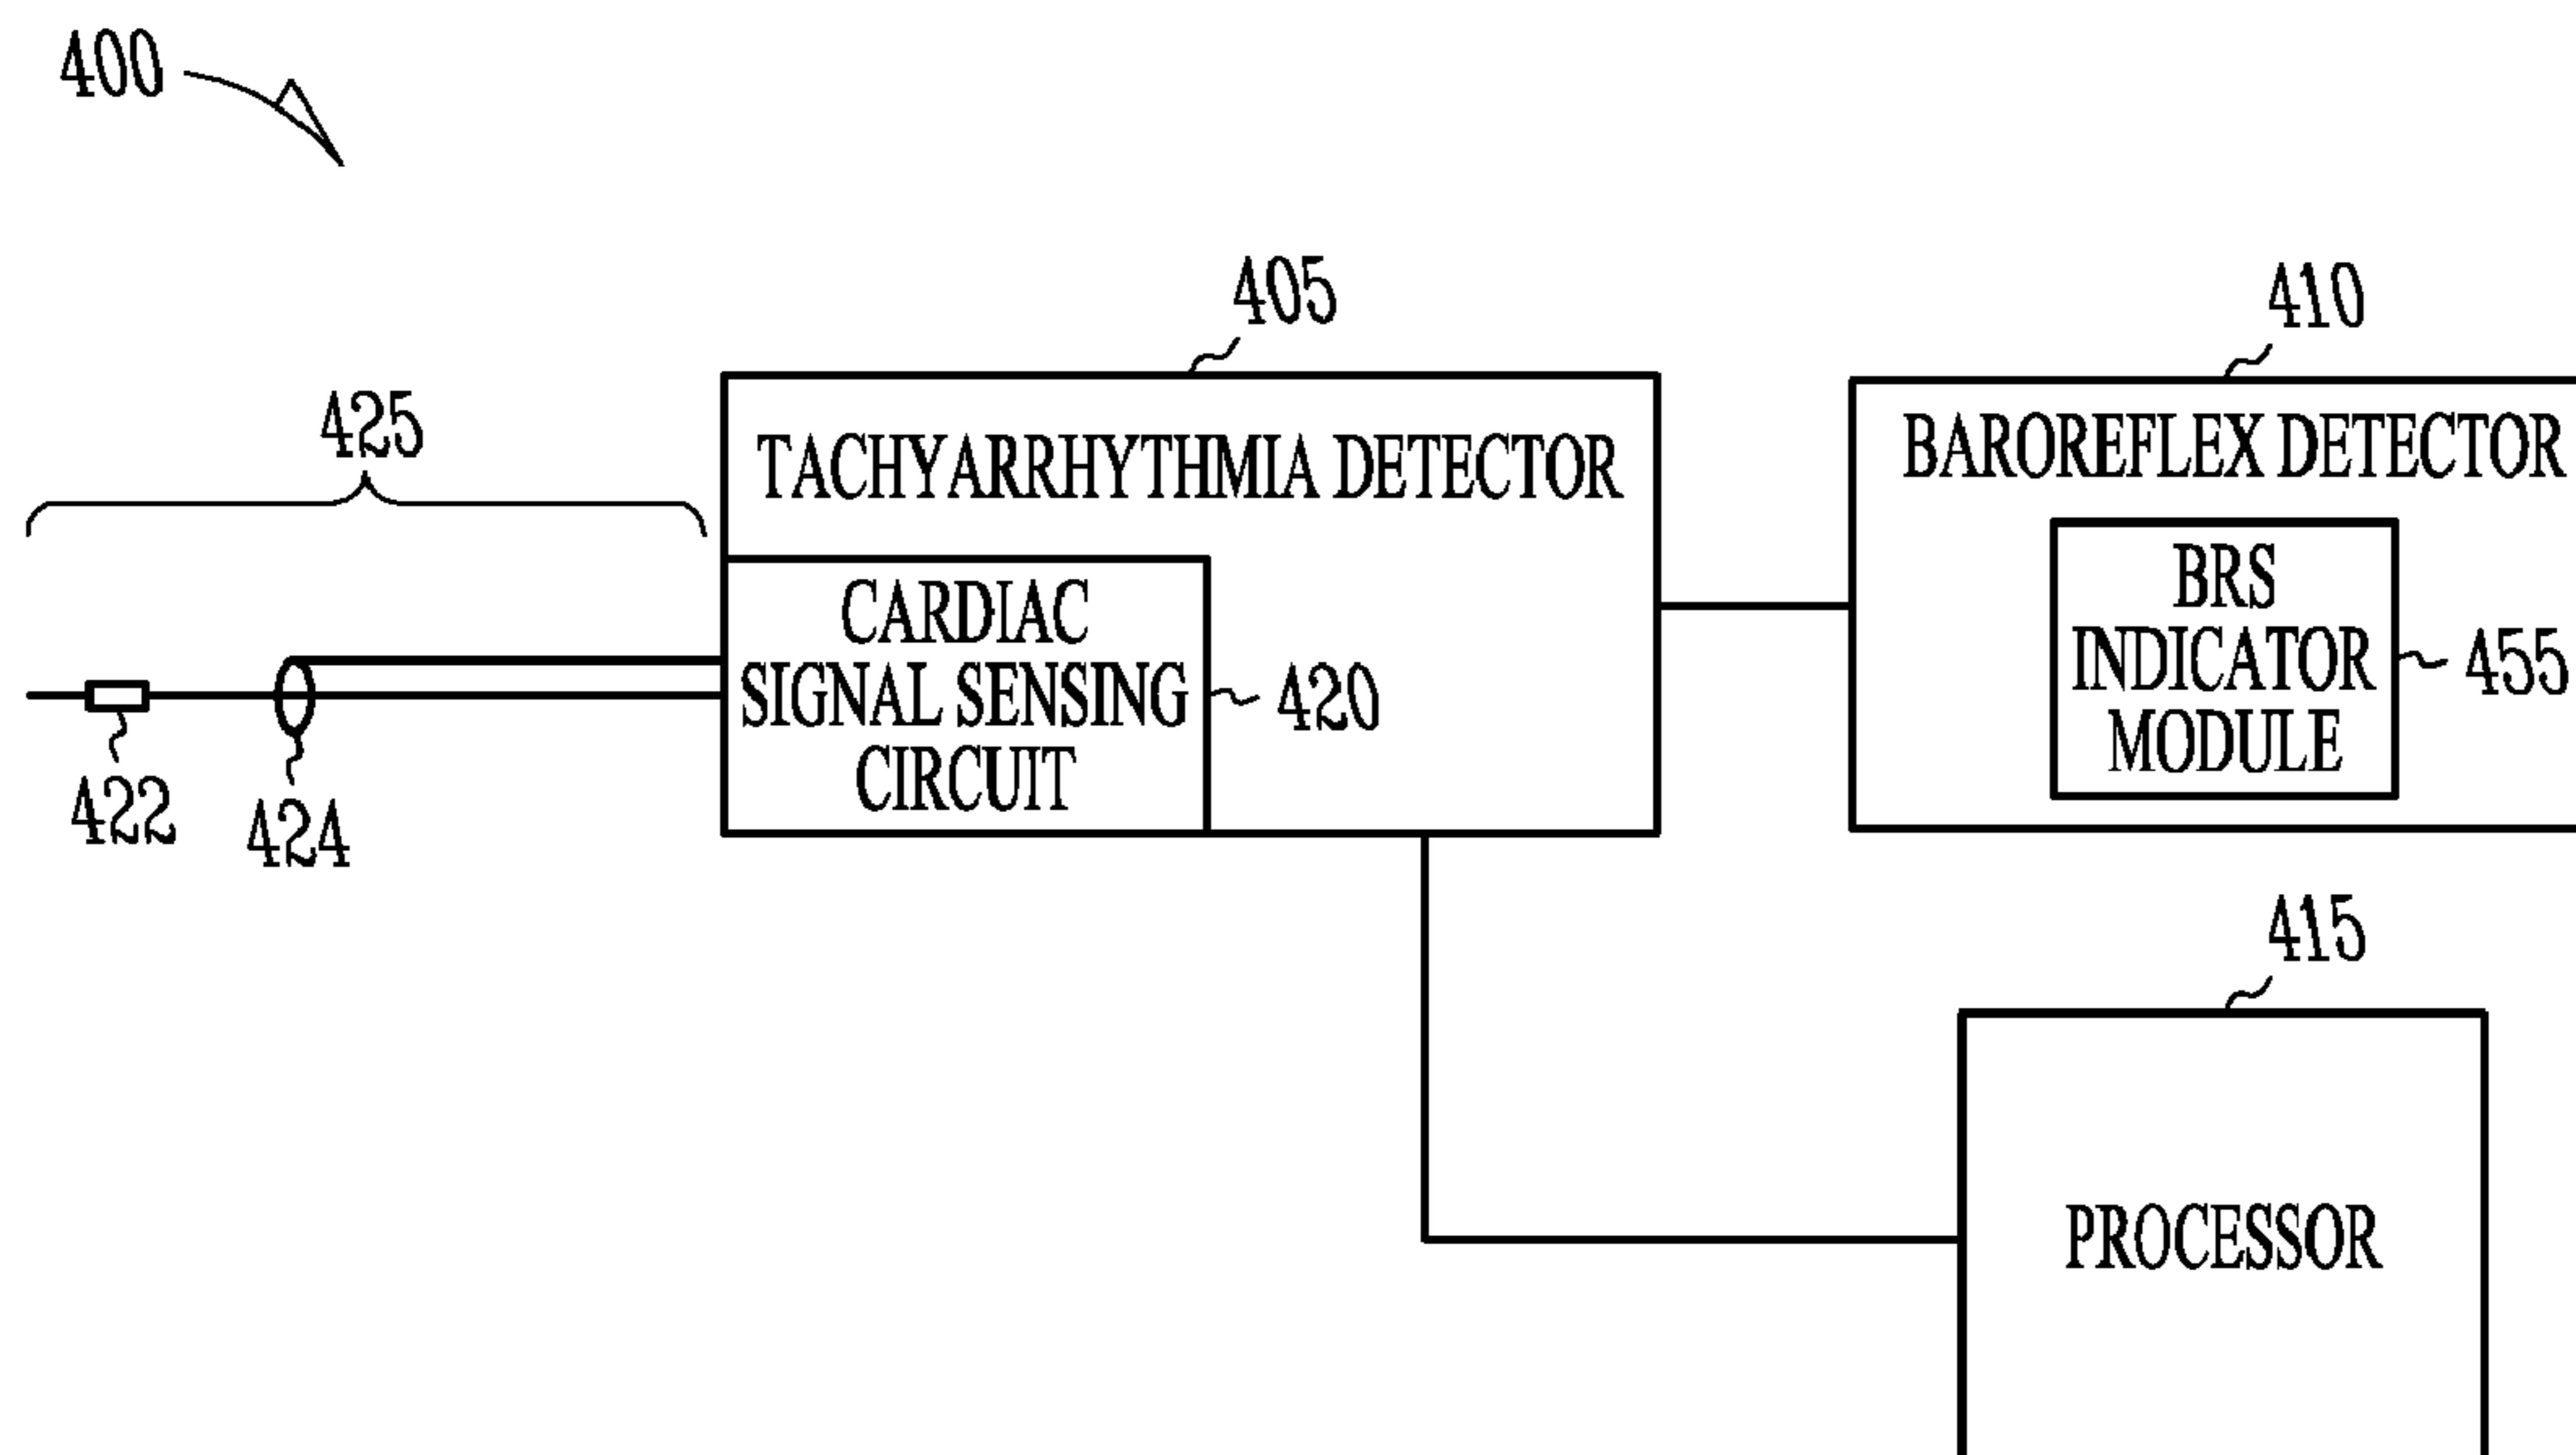 400
405
410
425
TACHYARRHYTHMIA DETECTOR
BAROREFLEX DETECTOR
CARDIAC
SIGNAL SENSING
CIRCUIT
420
BRS
INDICATOR
MODULE
455
422
424
415
PROCESSOR